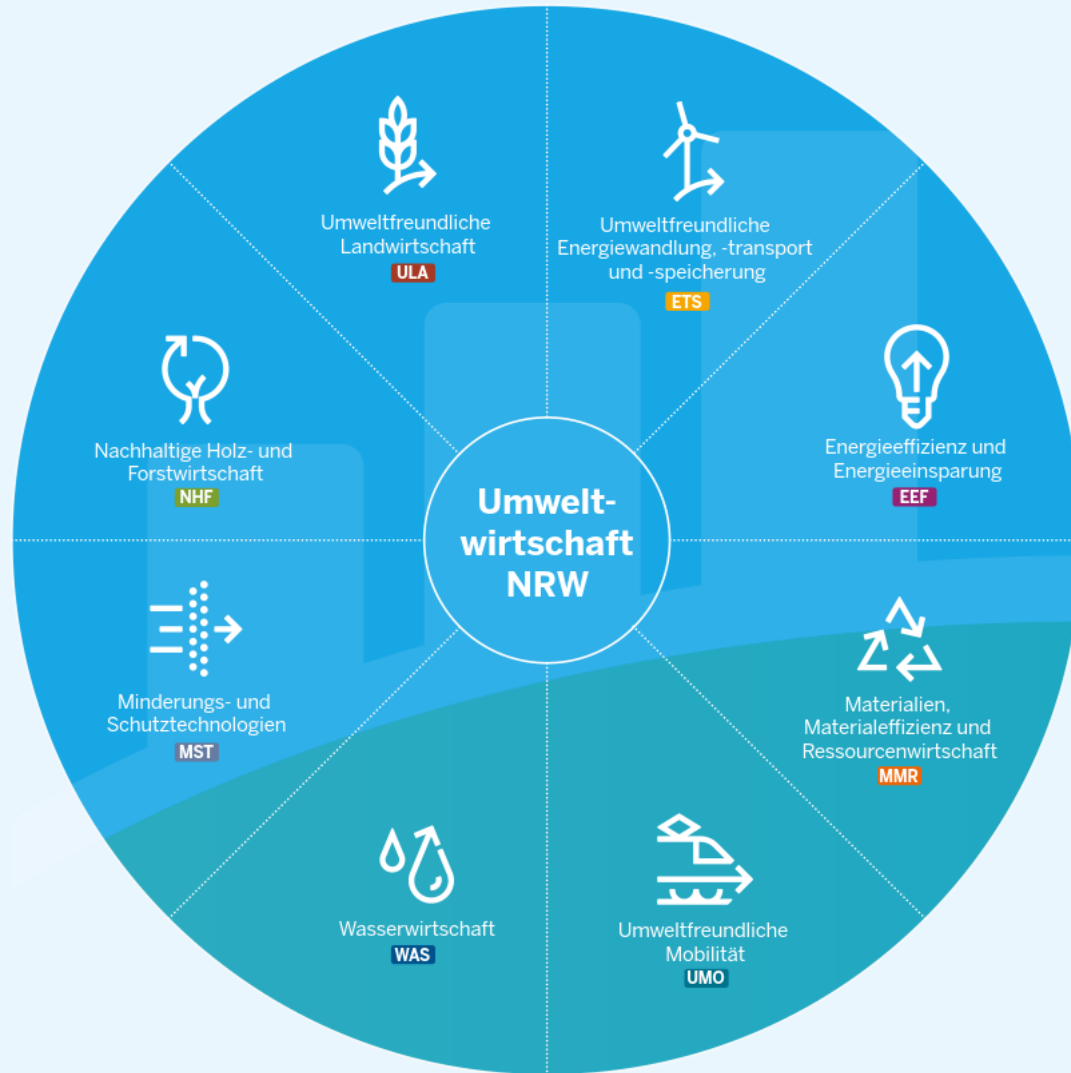 Umweltfreundliche
Landwirtschaft
ULA
Umweltfreundliche
Energiewandlung, -transport
und -speicherung
ETS
Nachhaltige Holz- und
Forstwirtschaft
NHF
Energieeffizienz und
Energieeinsparung
EEF
Umwelt-
wirtschaft
NRW
Minderungs- und
Schutztechnologien
MST
Materialien,
Materialeffizienz und
Ressourcenwirtschaft
MMR
Wasserwirtschaft
WAS
Umweltfreundliche
Mobilität
UMO